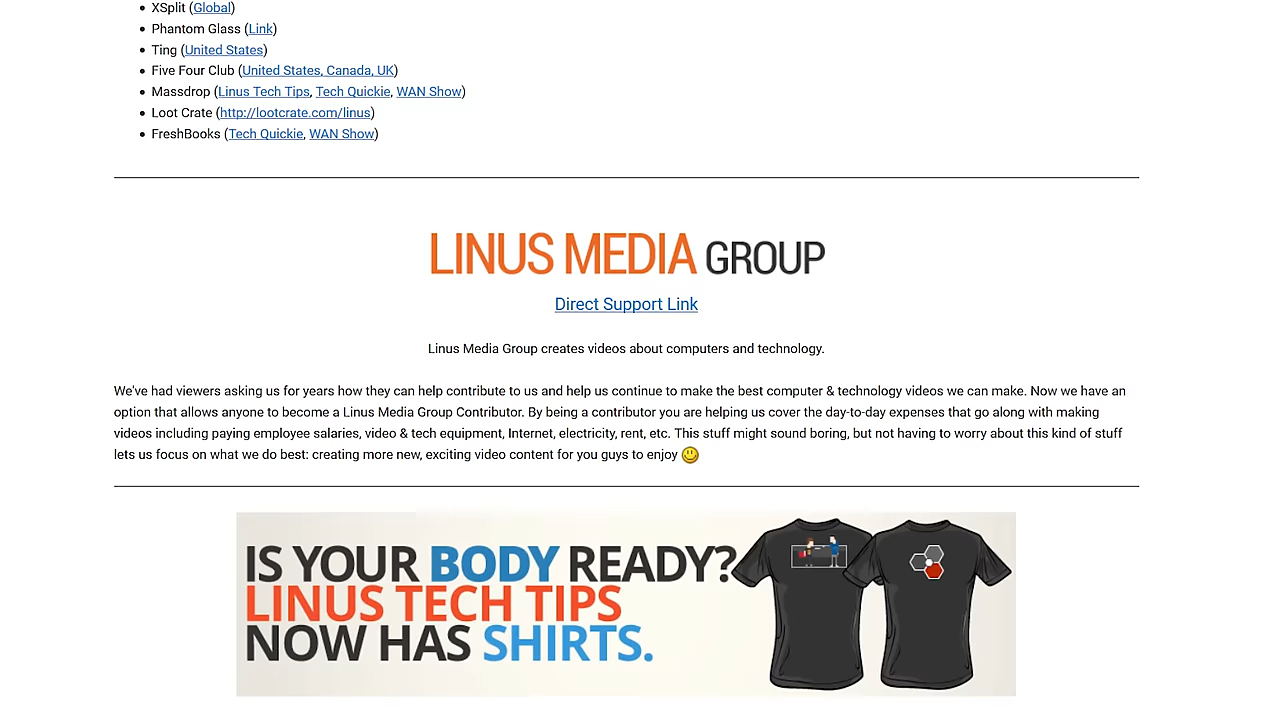 XSplit (Global)
Phantom Glass (Link)
Ting (United States)
Five Four Club (United States, Canada, UK)
Massdrop (Linus Tech Tips, Tech Quickie, WAN Show)
Loot Crate (http://lootcrate.com/linus)
FreshBooks (Tech Quickie, WAN Show)
LINUS MEDIA GROUP
Direct Support Link
Linus Media Group creates videos about computers and technology.
We've had viewers asking us for years how they can help contribute to us and help us continue to make the best computer & technology videos we can make. Now we have an
option that allows anyone to become a Linus Media Group Contributor. By being a contributor you are helping us cover the day-to-day expenses that go along with making
videos including paying employee salaries, video & tech equipment, Internet, electricity, rent, etc. This stuff might sound boring, but not having to worry about this kind of stuff
lets us focus on what we do best: creating more new, exciting video content for you guys to enjoy
IS YOUR BODY READY?
LINUS TECH TIPS
NOW HAS SHIRTS.